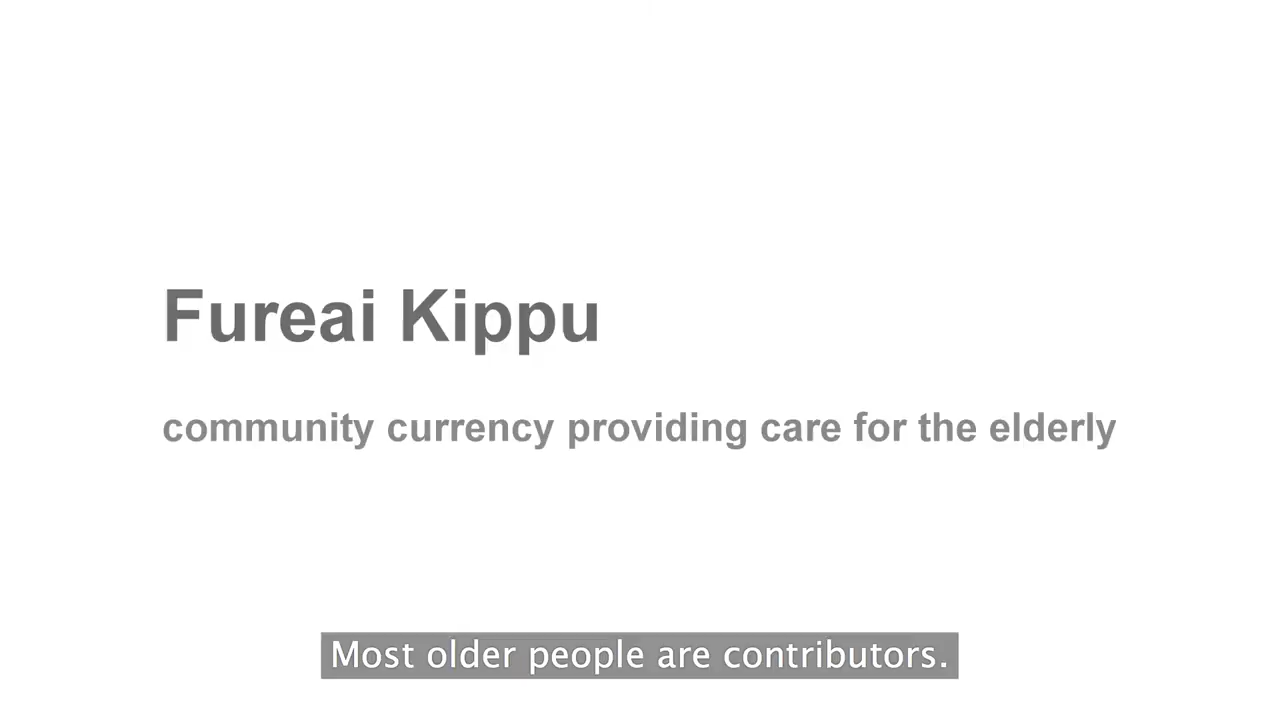 Fureai Kippu
community currency providing care for the elderly
Most older people are contributors.